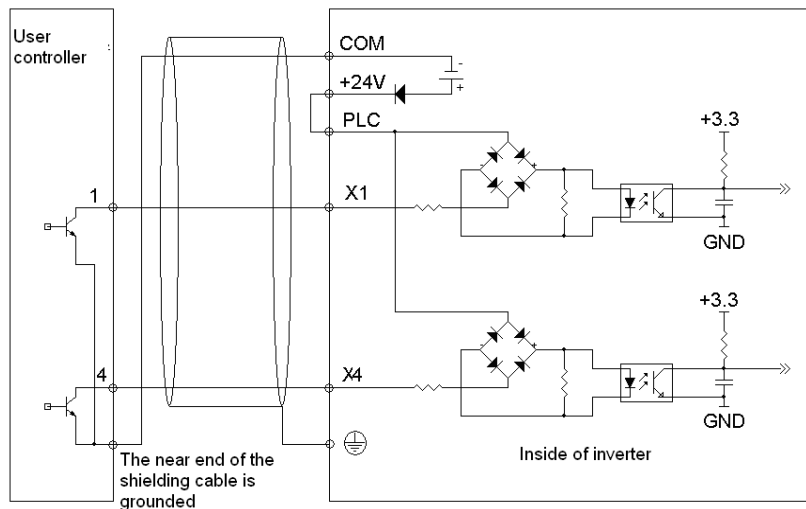 User
controller
:
COM
-
+
+24V
PLC
+3.3
- +
1
X1
GND
+3.3
- +
4
X4
GND
The near end of the
shielding cable is
grounded
Inside of inverter